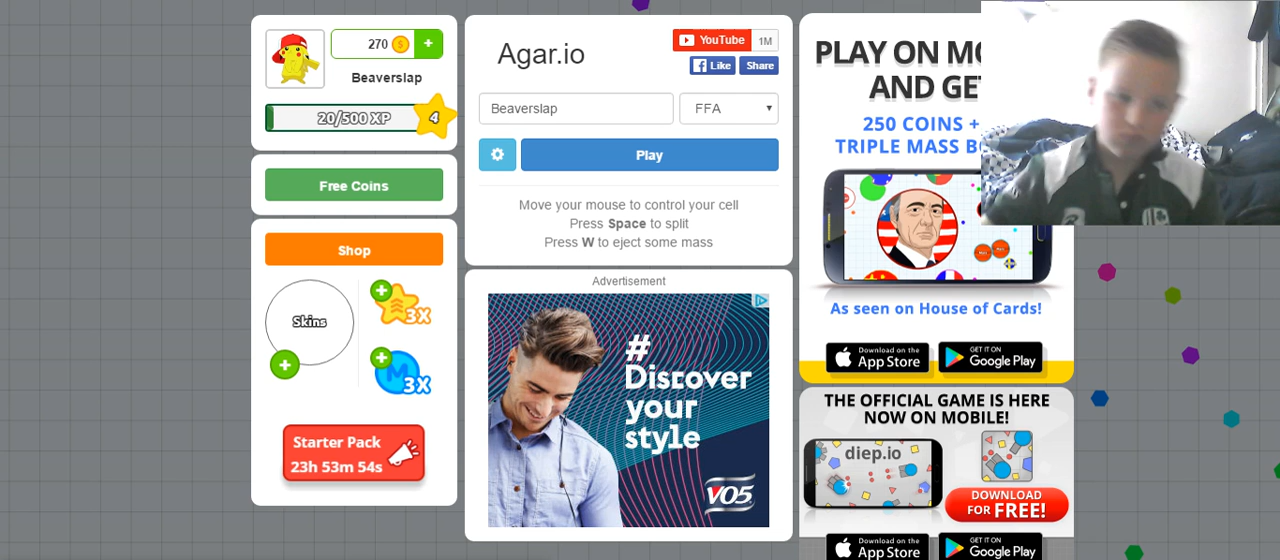 270
+
Beaverslap
20/500 XP
4
Free Coins
Shop
Skins
+
+
3X
+
M
3X
Starter Pack
23h 53m 54s
Agar.io
YouTube 1M
Like Share
Beaverslap FFA
Play
Move your mouse to control your cell
Press Space to split
Press W to eject some mass
Advertisement
#
Discover
your
style
VO5
PLAY ON
AND
250 COINS +
TRIPLE MASS
As seen on House of Cards!
Download on the
App Store
GET IT ON
Google Play
THE OFFICIAL GAME IS HERE
NOW ON MOBILE!
diep.io
DOWNLOAD
FOR FREE!
Download on the
App Store
GET IT ON
Google Play